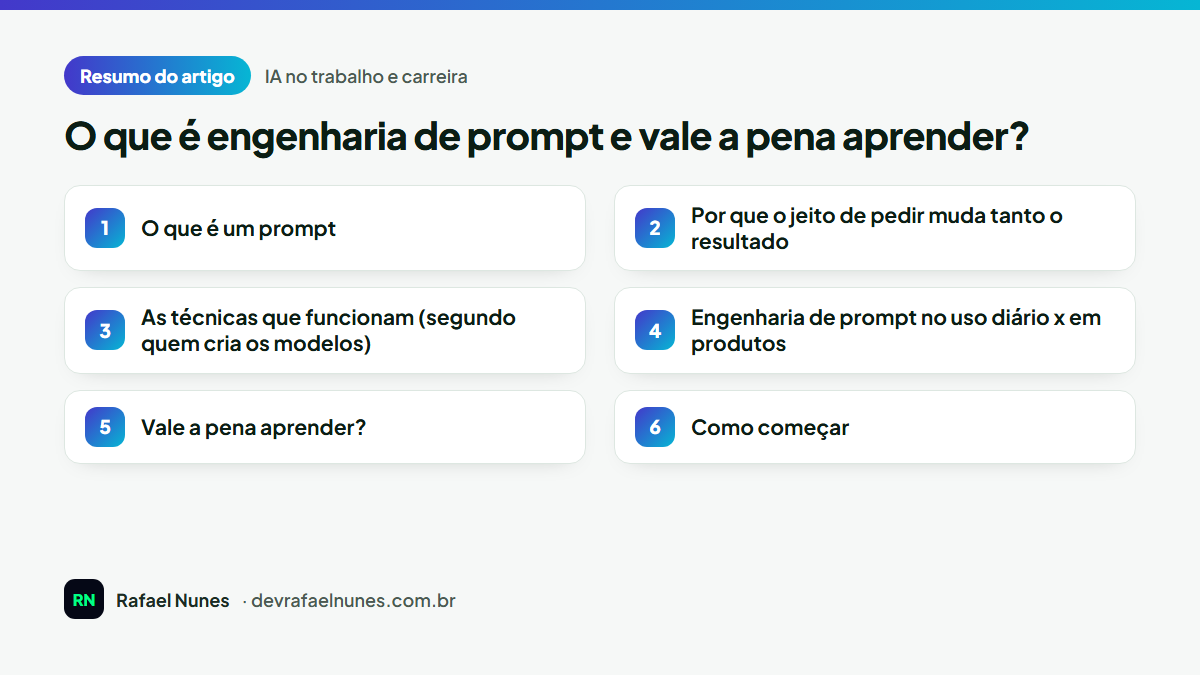 Resumo do artigo
IA no trabalho e carreira
O que é engenharia de prompt e vale a pena aprender?
1
O que é um prompt
2
Por que o jeito de pedir muda tanto o
resultado
3
As técnicas que funcionam (segundo
quem cria os modelos)
4
Engenharia de prompt no uso diário x em
produtos
5
Vale a pena aprender?
6
Como começar
RN
Rafael Nunes · devrafaelnunes.com.br